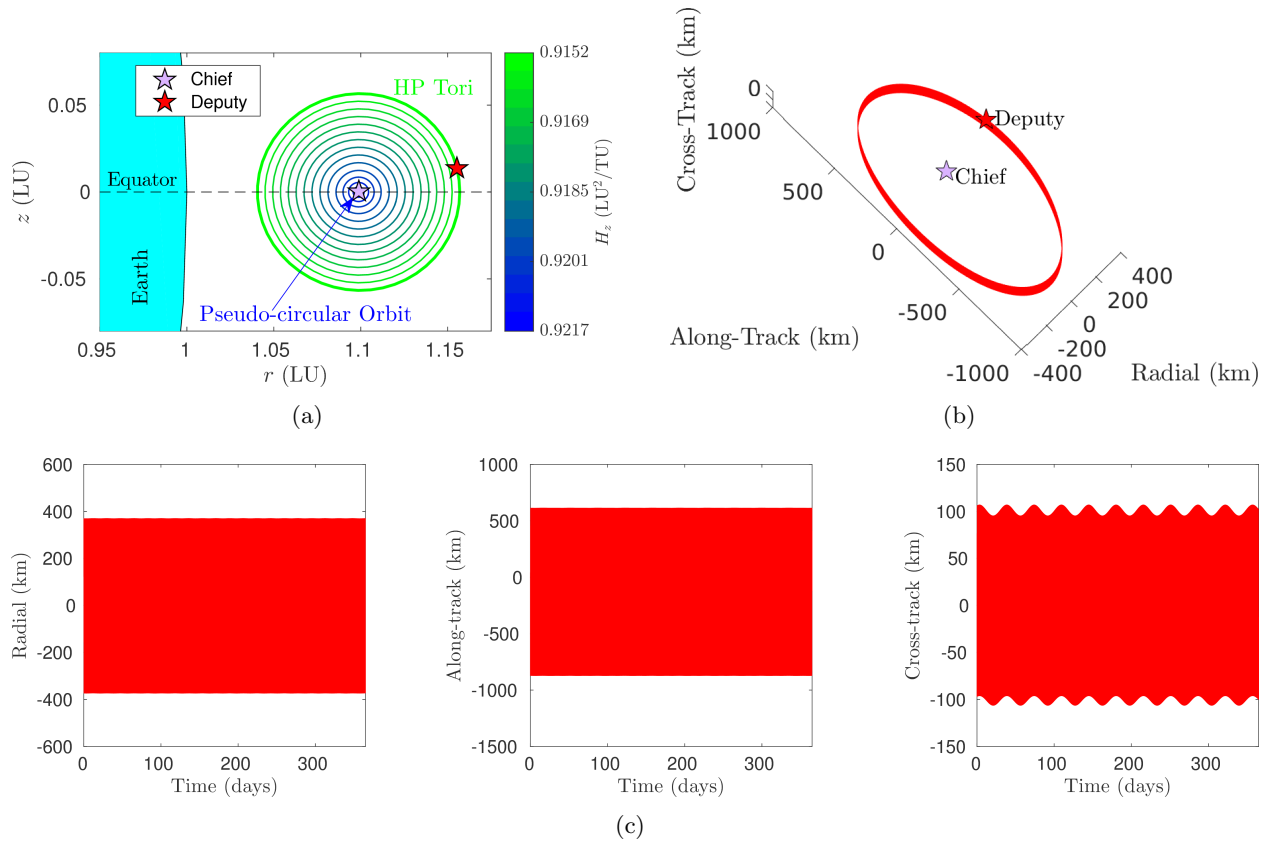 Chief
Deputy
HP Tori
0.05
0
-0.05
z (LU)
Equator
Earth
Pseudo-circular Orbit
0.95
1
1.05
1.1
1.15
r (LU)
0.9152
0.9169
0.9185
0.9201
0.9217
H_z (LU²/TU)
(a)
Cross-Track (km)
0
1000
500
0
-500
-1000
Along-Track (km)
Deputy
Chief
400
200
0
-200
-400
Radial (km)
(b)
600
400
200
0
-200
-400
-600
Radial (km)
0
100
200
300
Time (days)
1000
500
0
-500
-1000
-1500
Along-track (km)
0
100
200
300
Time (days)
150
100
50
0
-50
-100
-150
Cross-track (km)
0
100
200
300
Time (days)
(c)